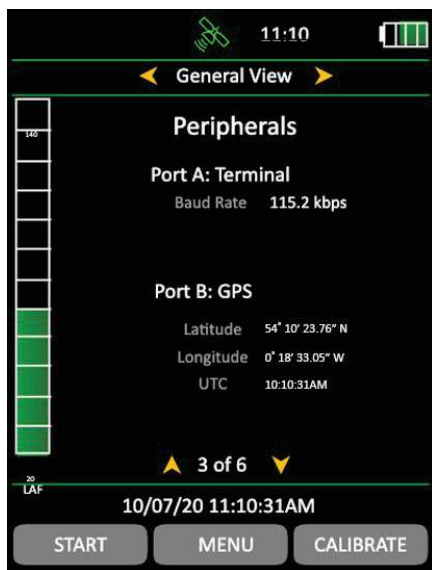 11:10
General View
140
Peripherals
Port A: Terminal
Baud Rate 115.2 kbps
Port B: GPS
Latitude 54° 10' 23.76" N
Longitude 0° 18' 33.05" W
UTC 10:10:31AM
3 of 6
20
LAF
10/07/20 11:10:31AM
START MENU CALIBRATE